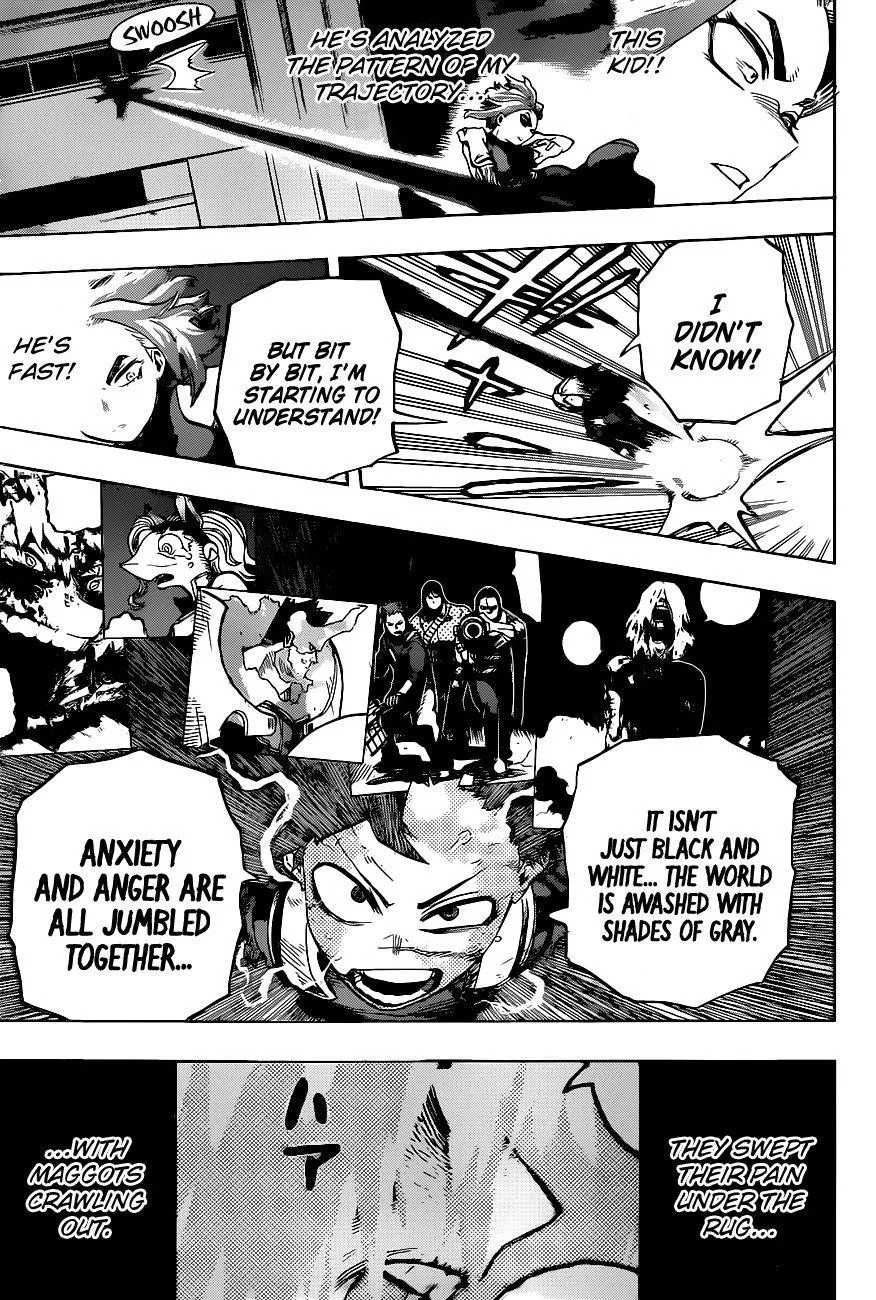 THIS
KID!!
HE'S ANALYZED
THE PATTERN OF MY
TRAJECTORY...
SWOOSH
I
DIDN'T
KNOW!
BUT BIT
BY BIT, I'M
STARTING TO
UNDERSTAND!
HE'S
FAST!
IT ISN'T
JUST BLACK AND
WHITE... THE WORLD
IS AWASHED WITH
SHADES OF GRAY.
ANXIETY
AND ANGER ARE
ALL JUMBLED
TOGETHER...
THEY SWEPT
THEIR PAIN
UNDER THE
RUG...
ハァ
...WITH
MAGGOTS
CRAWLING
OUT.